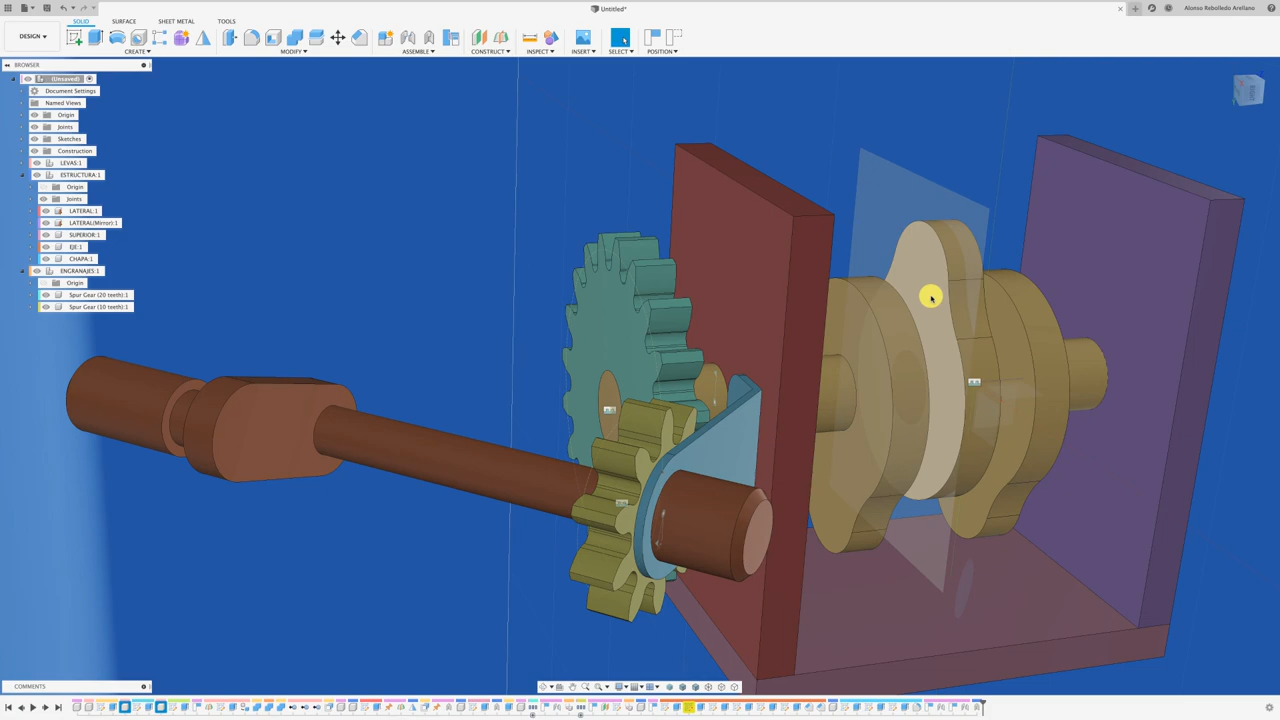 Untitled*
Alonso Rebolledo Arellano
DESIGN
SOLID
SURFACE
SHEET METAL
TOOLS
CREATE
MODIFY
ASSEMBLE
CONSTRUCT
INSPECT
INSERT
SELECT
POSITION
BROWSER
(Unsaved)
Document Settings
Named Views
Origin
Joints
Sketches
Construction
LEVAS:1
ESTRUCTURA:1
Origin
Joints
LATERAL:1
LATERAL(Mirror):1
SUPERIOR:1
EJE:1
CHAPA:1
ENGRANAJES:1
Origin
Spur Gear (20 teeth):1
Spur Gear (10 teeth):1
COMMENTS